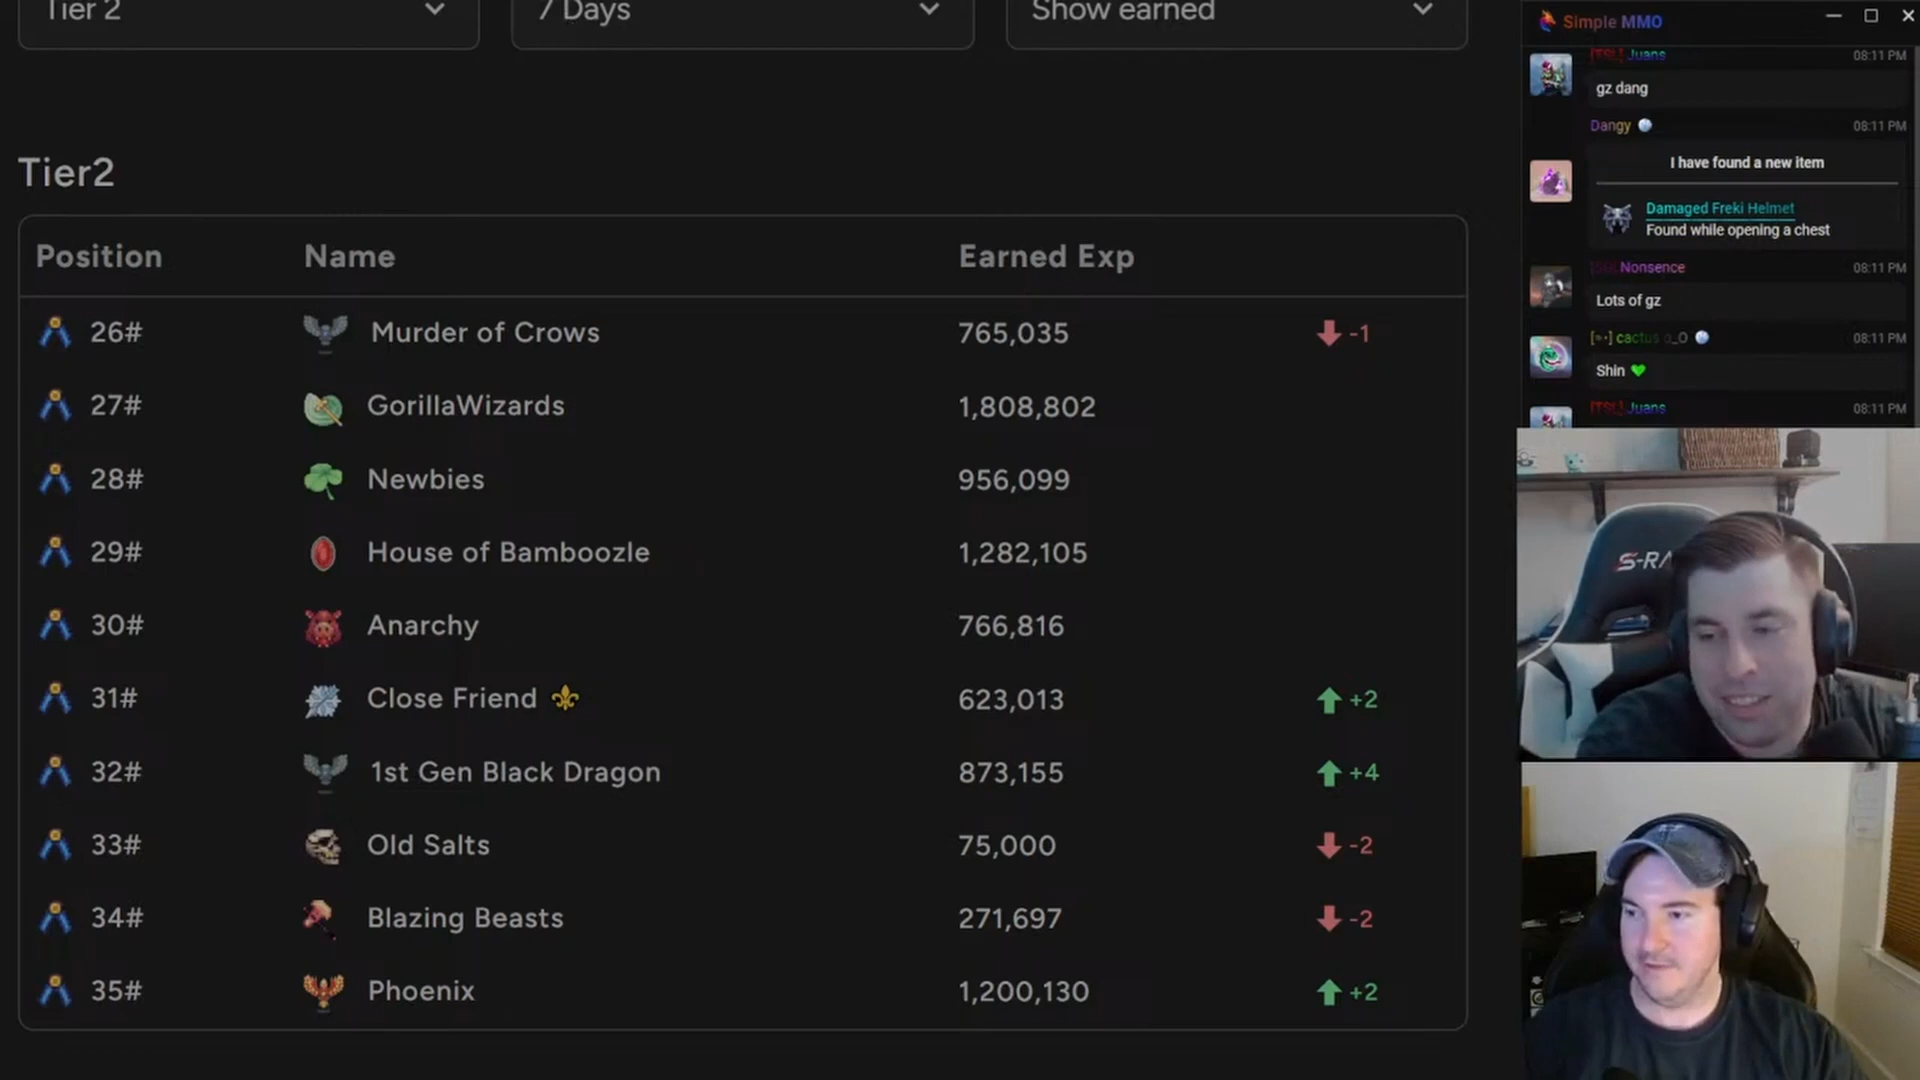 Tier 2
7 Days
Show earned
Tier2
Position Name Earned Exp
26# Murder of Crows 765,035 -1
27# GorillaWizards 1,808,802
28# Newbies 956,099
29# House of Bamboozle 1,282,105
30# Anarchy 766,816
31# Close Friend 623,013 +2
32# 1st Gen Black Dragon 873,155 +4
33# Old Salts 75,000 -2
34# Blazing Beasts 271,697 -2
35# Phoenix 1,200,130 +2
Simple MMO
[TSL] Juans 08:11 PM
gz dang
Dangy 08:11 PM
I have found a new item
Damaged Freki Helmet
Found while opening a chest
Nonsence 08:11 PM
Lots of gz
cactus o_O 08:11 PM
Shin 💚
[TSL] Juans 08:11 PM
S-RA